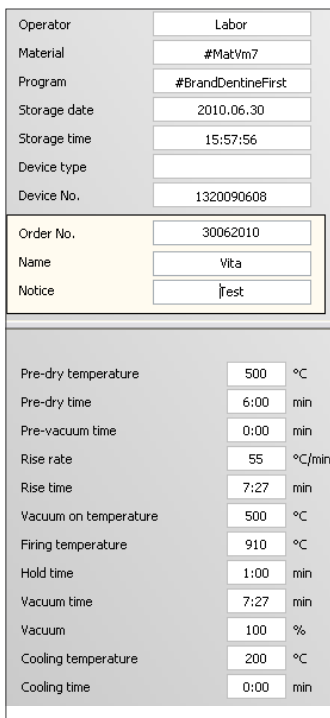 Operator Labor
Material #MatVm7
Program #BrandDentineFirst
Storage date 2010.06.30
Storage time 15:57:56
Device type
Device No. 1320090608
Order No. 30062010
Name Vita
Notice Test
Pre-dry temperature 500 °C
Pre-dry time 6:00 min
Pre-vacuum time 0:00 min
Rise rate 55 °C/min
Rise time 7:27 min
Vacuum on temperature 500 °C
Firing temperature 910 °C
Hold time 1:00 min
Vacuum time 7:27 min
Vacuum 100 %
Cooling temperature 200 °C
Cooling time 0:00 min